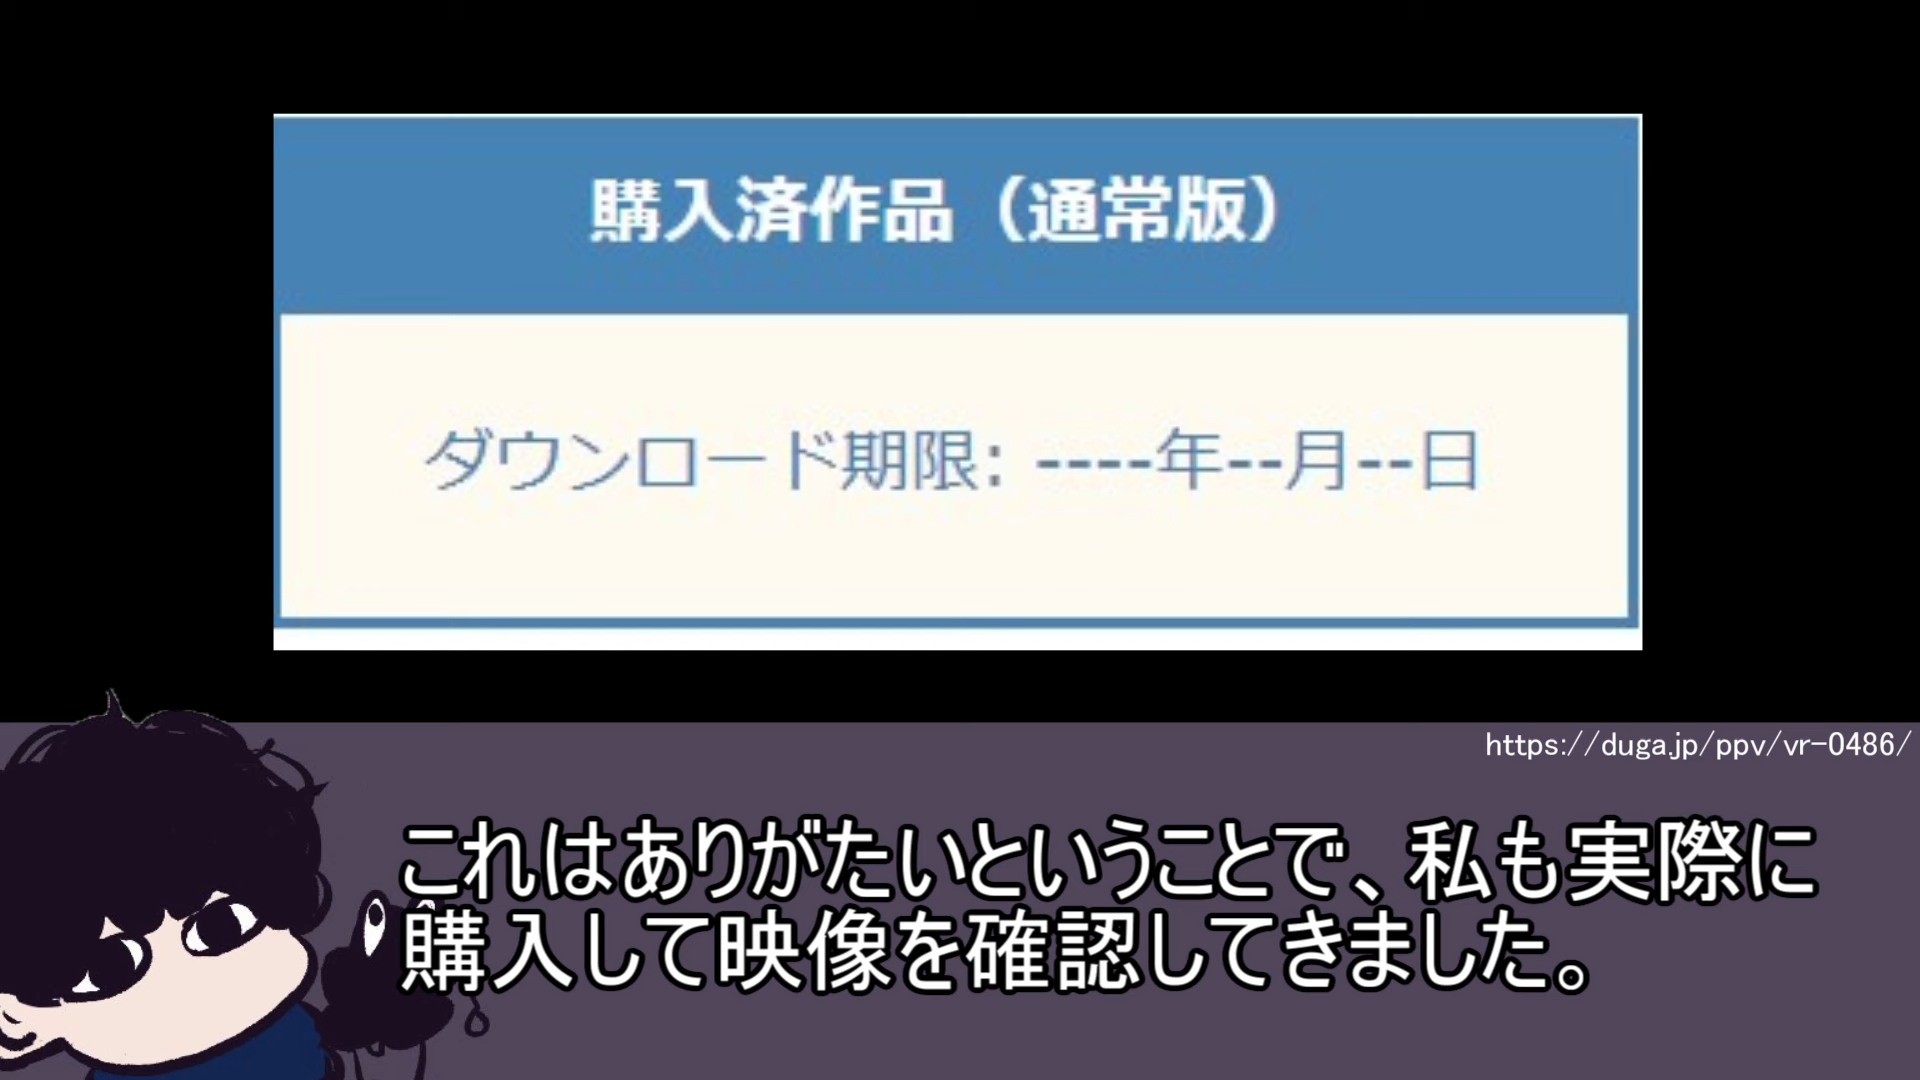 購入済作品（通常版）
ダウンロード期限: ----年--月--日
https://duga.jp/ppv/vr-0486/
これはありがたいということで、私も実際に
購入して映像を確認してきました。